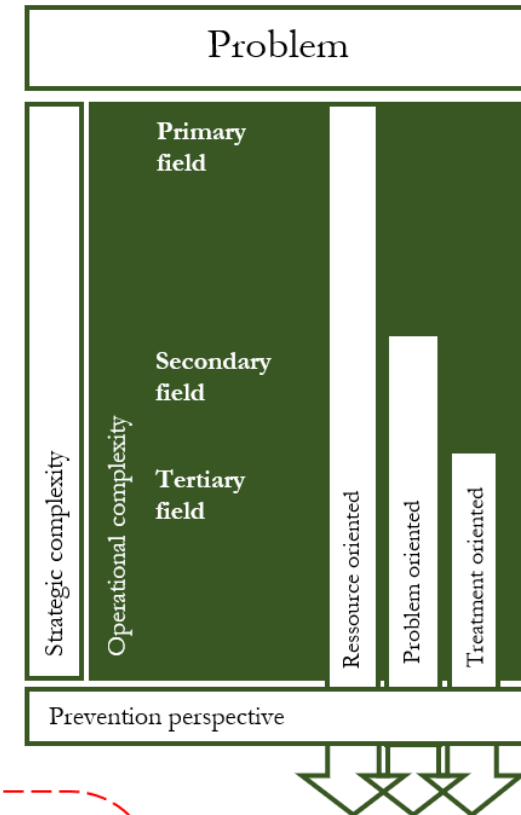 Problem
Primary
field
Secondary
field
Tertiary
field
Strategic complexity
Operational complexity
Ressource oriented
Problem oriented
Treatment oriented
Prevention perspective